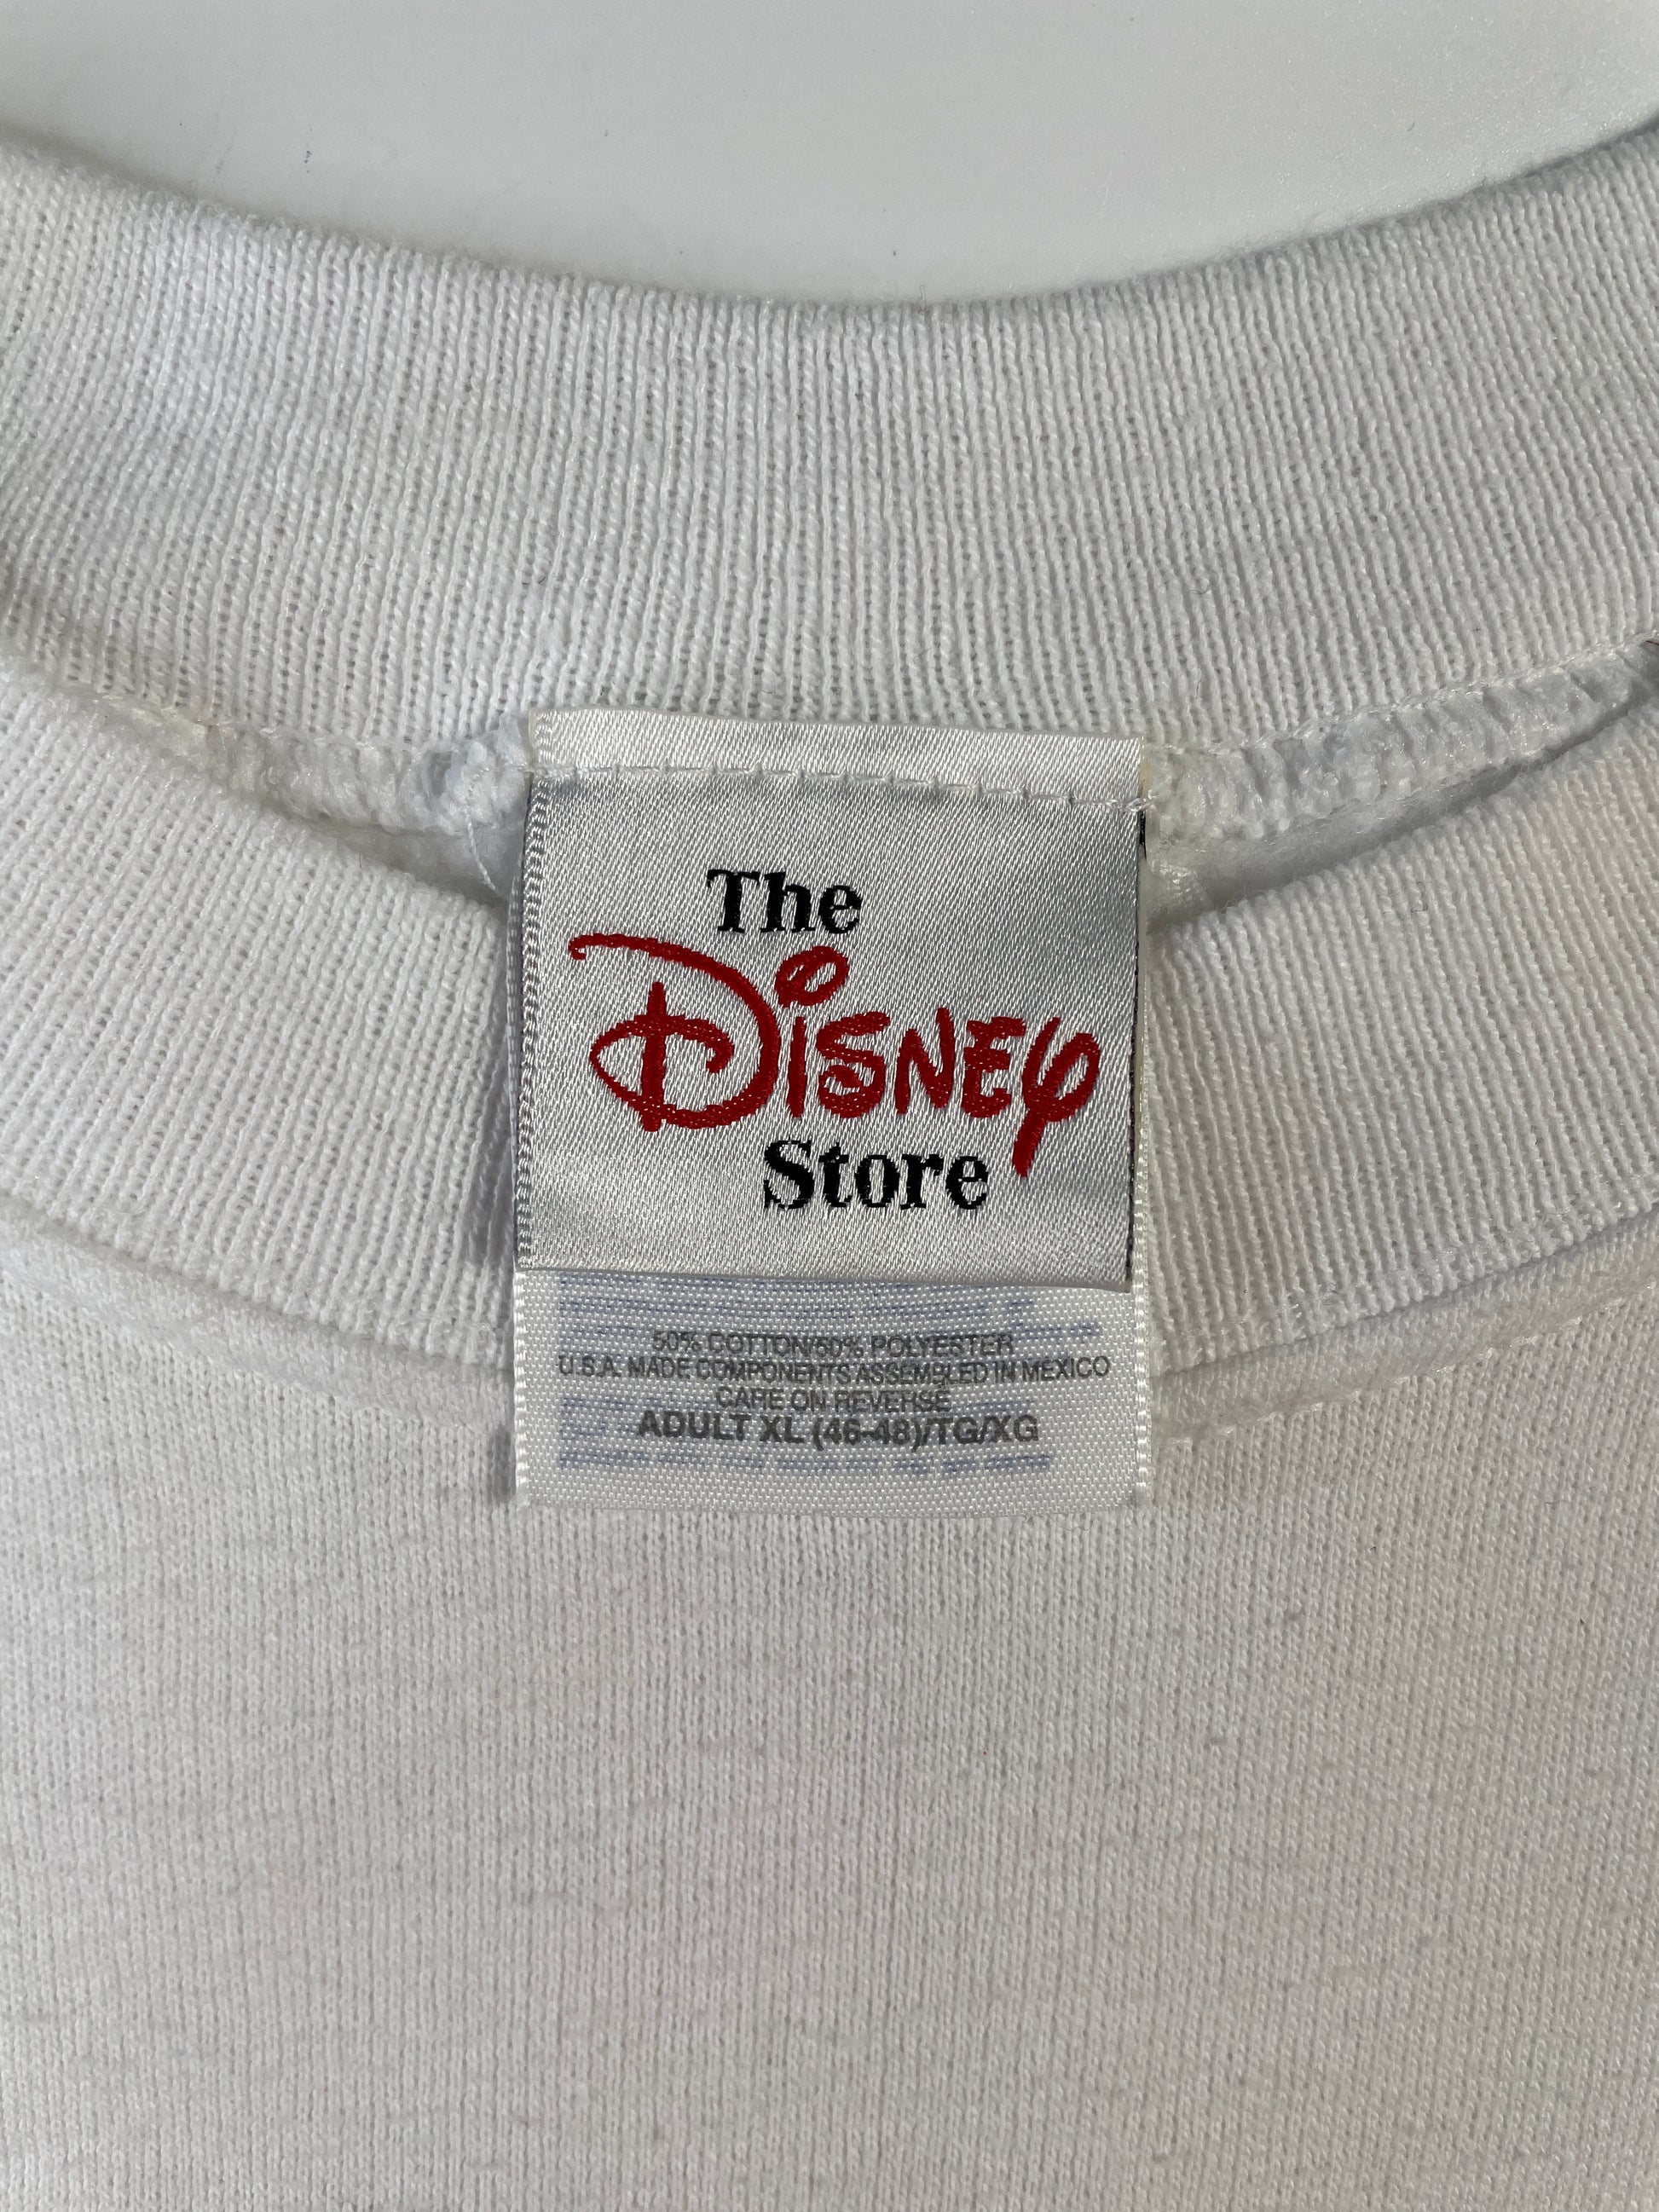 The
Disney
Store
50% COTTON/50% POLYESTER
U.S.A. MADE COMPONENTS ASSEMBLED IN MEXICO
CARE ON REVERSE
ADULT XL (46-48)/TG/XG